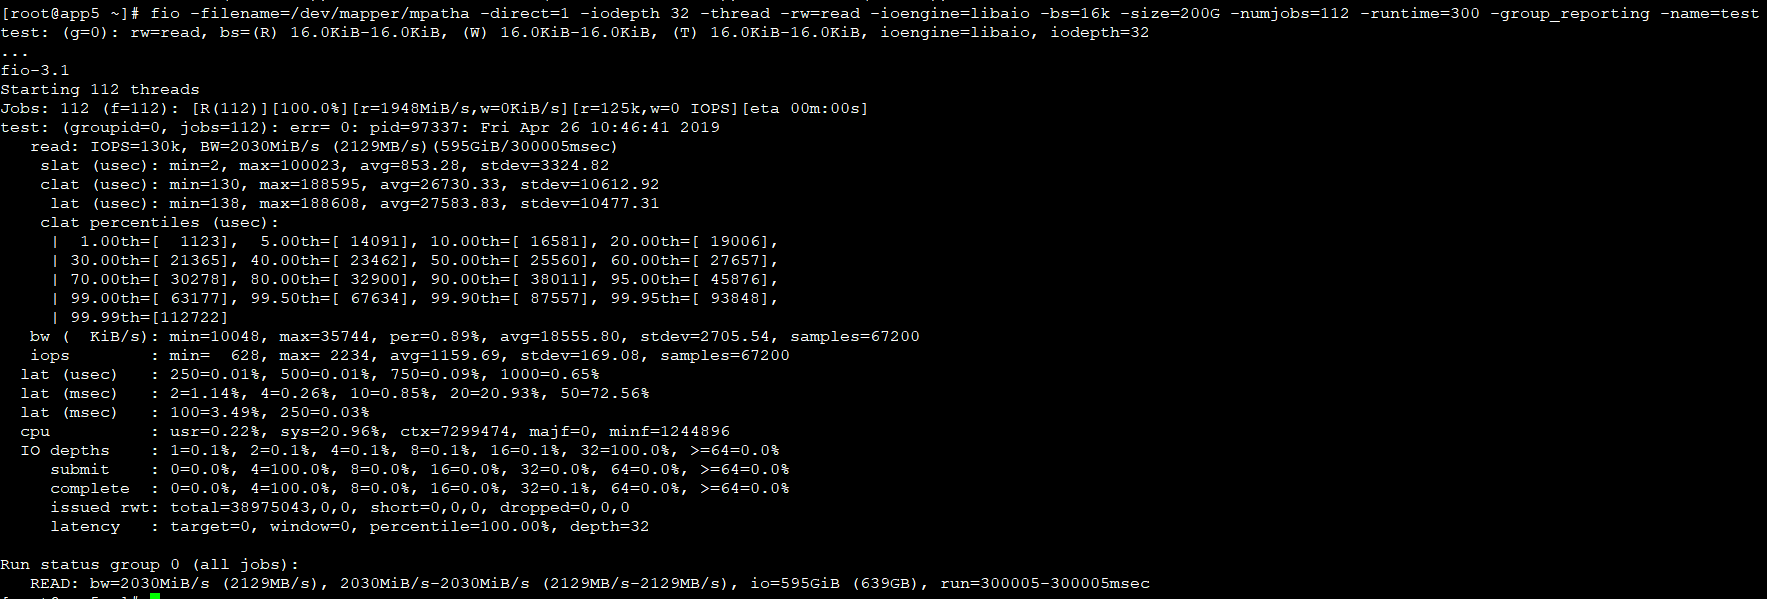 [root@app5 ~]# fio -filename=/dev/mapper/mpatha -direct=1 -iodepth 32 -thread -rw=read -ioengine=libaio -bs=16k -size=200G -numjobs=112 -runtime=300 -group_reporting -name=test
test: (g=0): rw=read, bs=(R) 16.0KiB-16.0KiB, (W) 16.0KiB-16.0KiB, (T) 16.0KiB-16.0KiB, ioengine=libaio, iodepth=32
...
fio-3.1
Starting 112 threads
Jobs: 112 (f=112): [R(112)][100.0%][r=1948MiB/s,w=0KiB/s][r=125k,w=0 IOPS][eta 00m:00s]
test: (groupid=0, jobs=112): err= 0: pid=97337: Fri Apr 26 10:46:41 2019
   read: IOPS=130k, BW=2030MiB/s (2129MB/s)(595GiB/300005msec)
    slat (usec): min=2, max=100023, avg=853.28, stdev=3324.82
    clat (usec): min=130, max=188595, avg=26730.33, stdev=10612.92
     lat (usec): min=138, max=188608, avg=27583.83, stdev=10477.31
    clat percentiles (usec):
     |  1.00th=[  1123],  5.00th=[ 14091], 10.00th=[ 16581], 20.00th=[ 19006],
     | 30.00th=[ 21365], 40.00th=[ 23462], 50.00th=[ 25560], 60.00th=[ 27657],
     | 70.00th=[ 30278], 80.00th=[ 32900], 90.00th=[ 38011], 95.00th=[ 45876],
     | 99.00th=[ 63177], 99.50th=[ 67634], 99.90th=[ 87557], 99.95th=[ 93848],
     | 99.99th=[112722]
   bw (  KiB/s): min=10048, max=35744, per=0.89%, avg=18555.80, stdev=2705.54, samples=67200
   iops        : min=  628, max= 2234, avg=1159.69, stdev=169.08, samples=67200
  lat (usec)   : 250=0.01%, 500=0.01%, 750=0.09%, 1000=0.65%
  lat (msec)   : 2=1.14%, 4=0.26%, 10=0.85%, 20=20.93%, 50=72.56%
  lat (msec)   : 100=3.49%, 250=0.03%
  cpu          : usr=0.22%, sys=20.96%, ctx=7299474, majf=0, minf=1244896
  IO depths    : 1=0.1%, 2=0.1%, 4=0.1%, 8=0.1%, 16=0.1%, 32=100.0%, >=64=0.0%
     submit    : 0=0.0%, 4=100.0%, 8=0.0%, 16=0.0%, 32=0.0%, 64=0.0%, >=64=0.0%
     complete  : 0=0.0%, 4=100.0%, 8=0.0%, 16=0.0%, 32=0.1%, 64=0.0%, >=64=0.0%
     issued rwt: total=38975043,0,0, short=0,0,0, dropped=0,0,0
     latency   : target=0, window=0, percentile=100.00%, depth=32
Run status group 0 (all jobs):
   READ: bw=2030MiB/s (2129MB/s), 2030MiB/s-2030MiB/s (2129MB/s-2129MB/s), io=595GiB (639GB), run=300005-300005msec